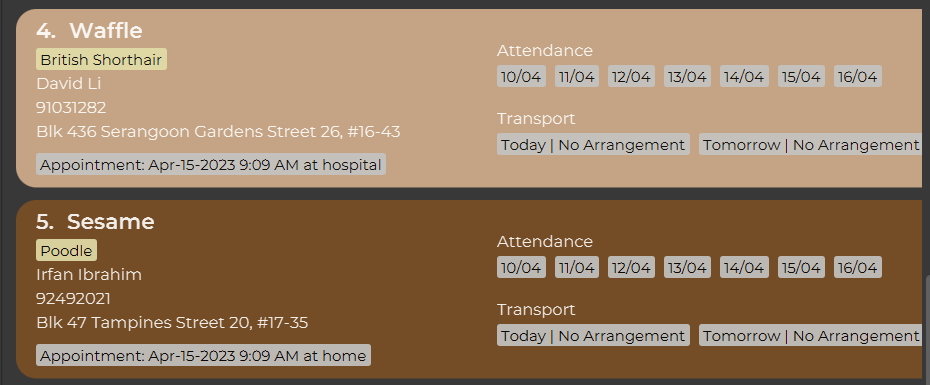 4. Waffle
British Shorthair
David Li
91031282
Blk 436 Serangoon Gardens Street 26, #16-43
Appointment: Apr-15-2023 9:09 AM at hospital
Attendance
10/04 11/04 12/04 13/04 14/04 15/04 16/04
Transport
Today | No Arrangement Tomorrow | No Arrangement
5. Sesame
Poodle
Irfan Ibrahim
92492021
Blk 47 Tampines Street 20, #17-35
Appointment: Apr-15-2023 9:09 AM at home
Attendance
10/04 11/04 12/04 13/04 14/04 15/04 16/04
Transport
Today | No Arrangement Tomorrow | No Arrangement